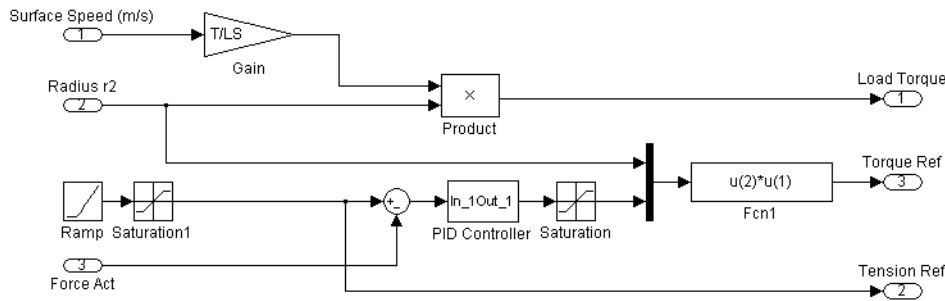 Surface Speed (m/s)
1
T/LS
Gain
Radius r2
2
×
Product
Load Torque
1
Torque Ref
3
u(2)*u(1)
Fcn1
Ramp
Saturation1
+
-
In_1Out_1
PID Controller
Saturation
3
Force Act
Tension Ref
2